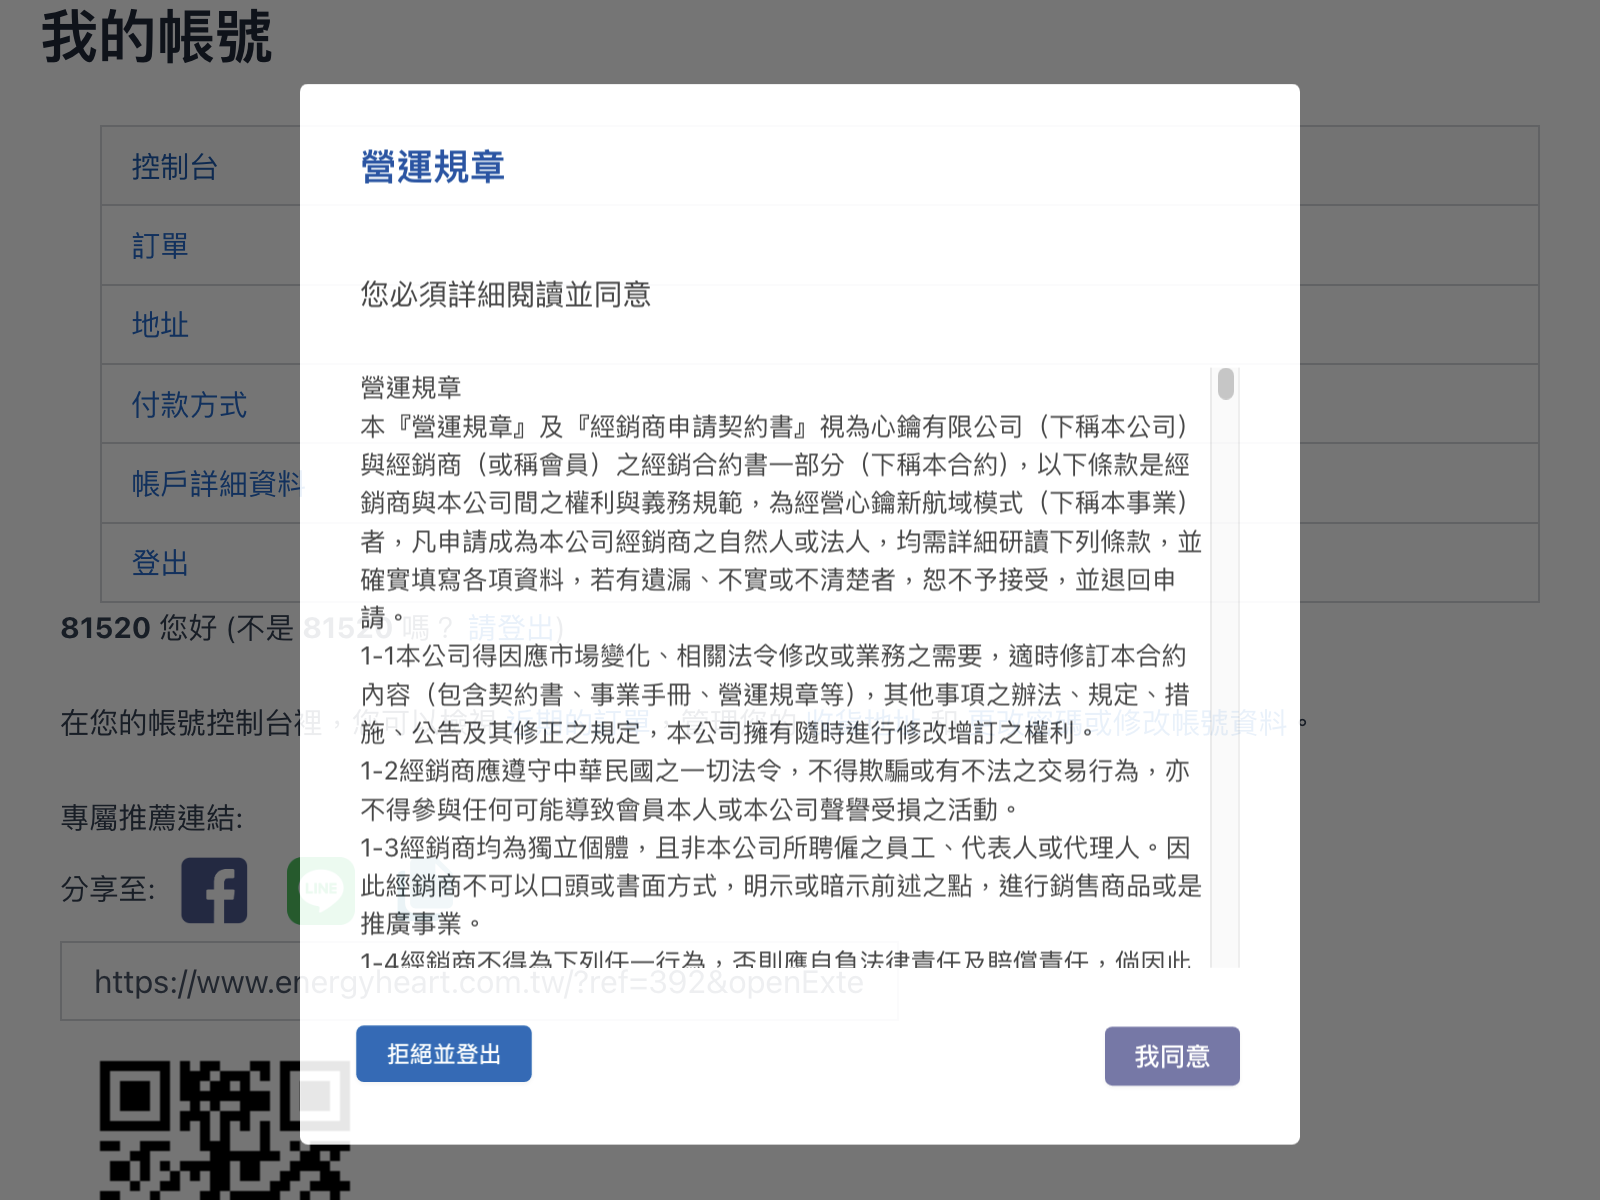 我的帳號
控制台
訂單
地址
付款方式
帳戶詳細資料
登出
81520 您好 (不是 81520 嗎？ 請登出)
在您的帳號控制台裡，您可以檢視 近期的訂單、管理您的 收貨地址 和 更改密碼或修改帳號資料。
專屬推薦連結:
分享至:
LINE
https://www.energyheart.com.tw/?ref=392&openExte
營運規章
您必須詳細閱讀並同意
營運規章
本『營運規章』及『經銷商申請契約書』視為心鑰有限公司（下稱本公司）
與經銷商（或稱會員）之經銷合約書一部分（下稱本合約），以下條款是經
銷商與本公司間之權利與義務規範，為經營心鑰新航域模式（下稱本事業）
者，凡申請成為本公司經銷商之自然人或法人，均需詳細研讀下列條款，並
確實填寫各項資料，若有遺漏、不實或不清楚者，恕不予接受，並退回申
請。
1-1本公司得因應市場變化、相關法令修改或業務之需要，適時修訂本合約
內容（包含契約書、事業手冊、營運規章等），其他事項之辦法、規定、措
施、公告及其修正之規定，本公司擁有隨時進行修改增訂之權利。
1-2經銷商應遵守中華民國之一切法令，不得欺騙或有不法之交易行為，亦
不得參與任何可能導致會員本人或本公司聲譽受損之活動。
1-3經銷商均為獨立個體，且非本公司所聘僱之員工、代表人或代理人。因
此經銷商不可以口頭或書面方式，明示或暗示前述之點，進行銷售商品或是
推廣事業。
1-4經銷商不得為下列任一行為，否則應自負法律責任及賠償責任，倘因此
拒絕並登出
我同意